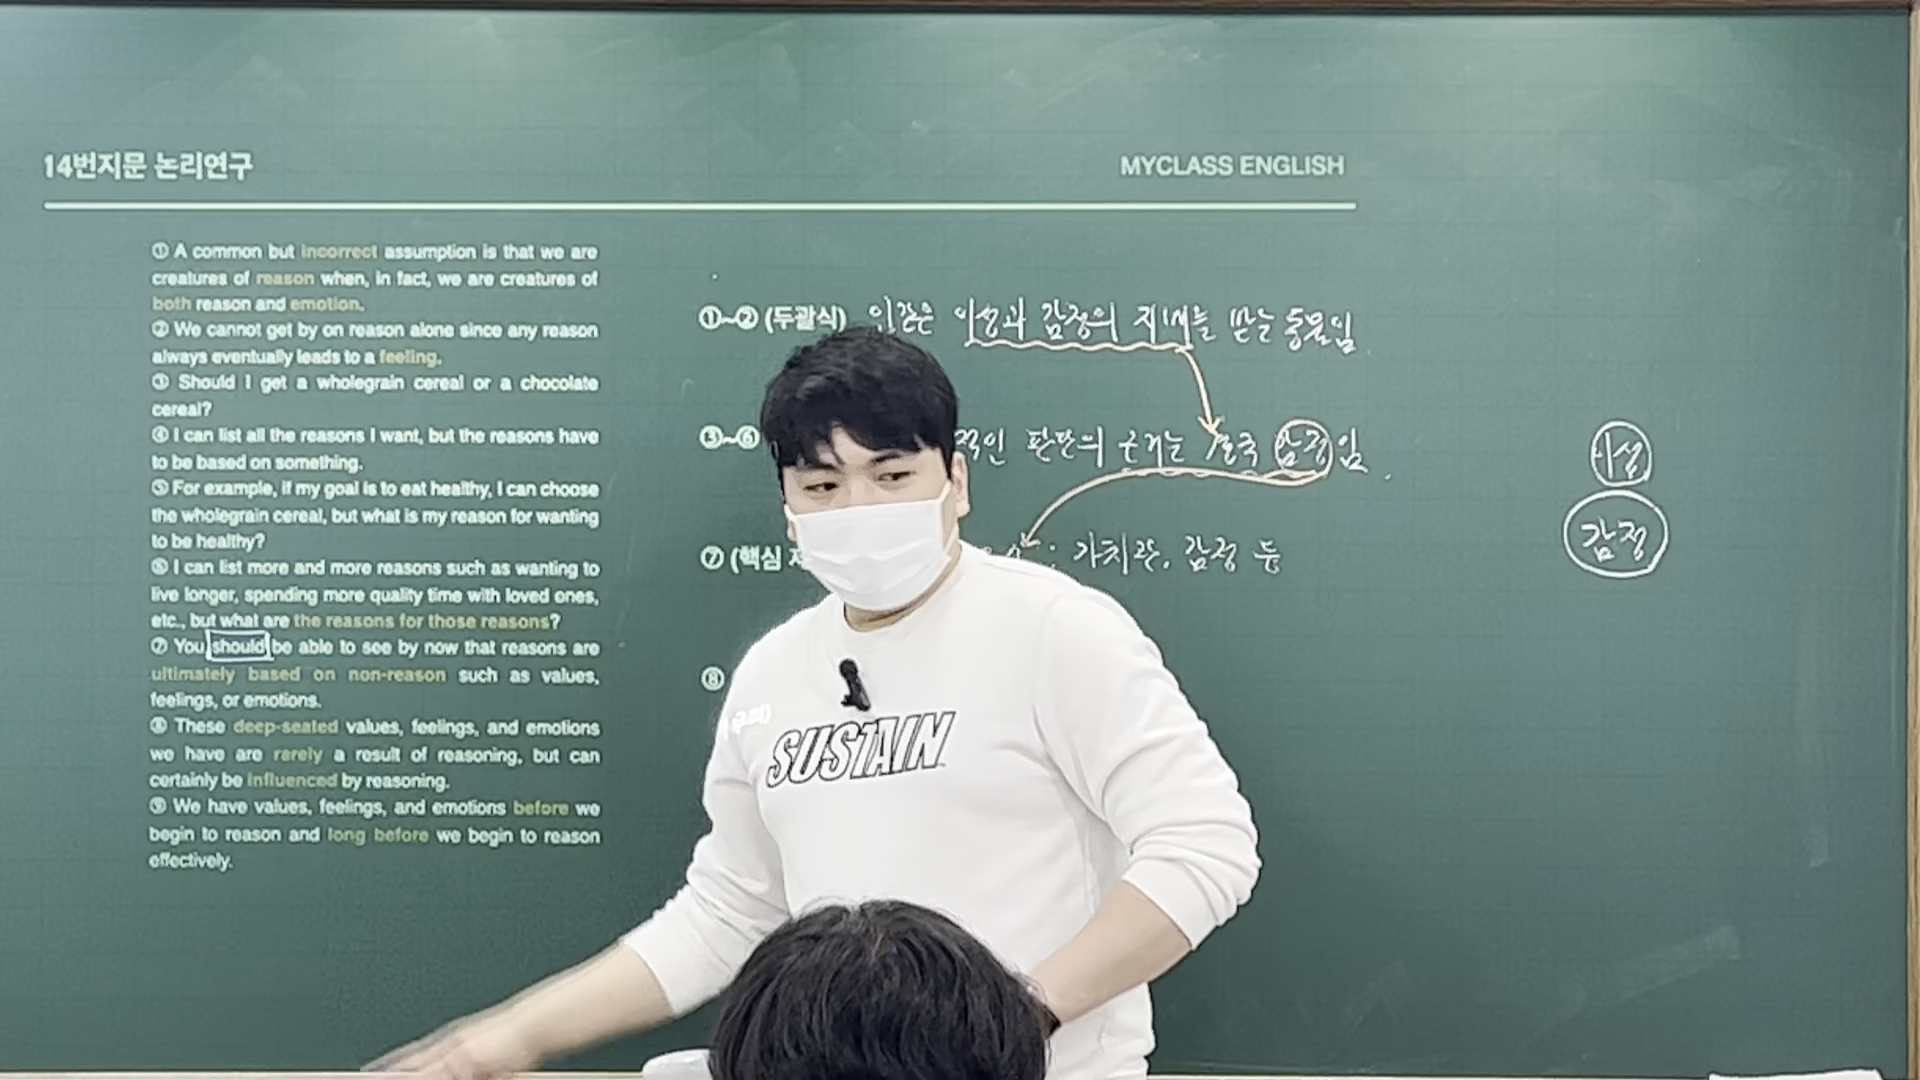 14번지문 논리연구
MYCLASS ENGLISH
① A common but incorrect assumption is that we are
creatures of reason when, in fact, we are creatures of
both reason and emotion.
② We cannot get by on reason alone since any reason
always eventually leads to a feeling.
③ Should I get a wholegrain cereal or a chocolate
cereal?
④ I can list all the reasons I want, but the reasons have
to be based on something.
⑤ For example, if my goal is to eat healthy, I can choose
the wholegrain cereal, but what is my reason for wanting
to be healthy?
⑥ I can list more and more reasons such as wanting to
live longer, spending more quality time with loved ones,
etc., but what are the reasons for those reasons?
⑦ You should be able to see by now that reasons are
ultimately based on non-reason such as values,
feelings, or emotions.
⑧ These deep-seated values, feelings, and emotions
we have are rarely a result of reasoning, but can
certainly be influenced by reasoning.
⑨ We have values, feelings, and emotions before we
begin to reason and long before we begin to reason
effectively.
①~② (두괄식) 인간은 이성과 감정의 지배를 받는 동물임
③~⑥ 적인 판단의 근거는 결국 감정임
⑦ (핵심 : 가치관, 감정 등
⑧
이성
감정
SUSTAIN